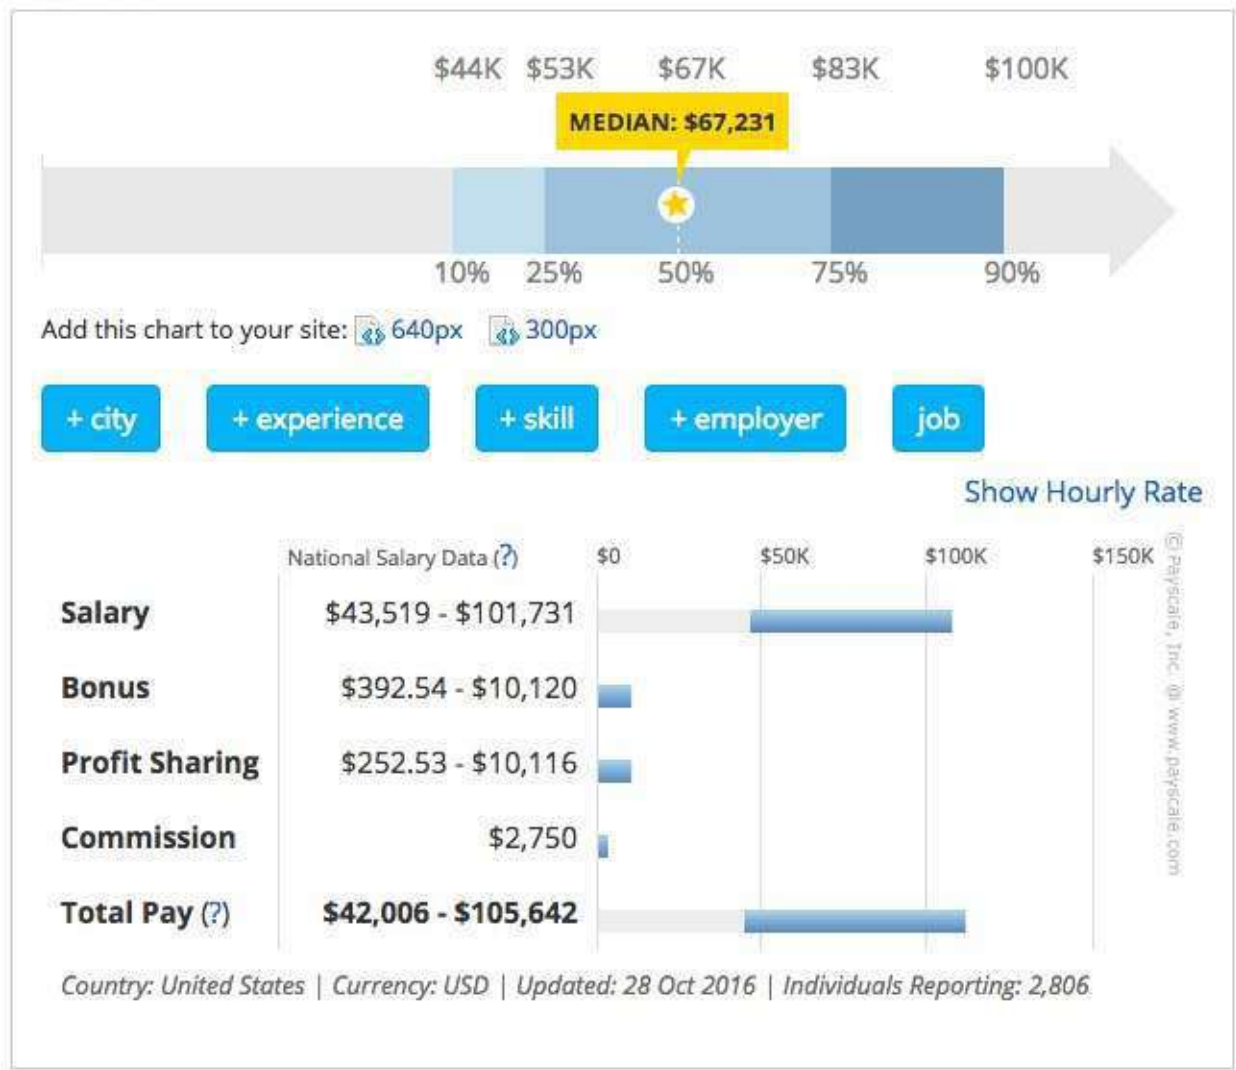 $44K $53K $67K $83K $100K
MEDIAN: $67,231
10% 25% 50% 75% 90%
Add this chart to your site: 640px 300px
+ city + experience + skill + employer job
Show Hourly Rate
National Salary Data (?) $0 $50K $100K $150K
Salary $43,519 - $101,731
Bonus $392.54 - $10,120
Profit Sharing $252.53 - $10,116
Commission $2,750
Total Pay (?) $42,006 - $105,642
© Payscale, Inc. @ www.payscale.com
Country: United States | Currency: USD | Updated: 28 Oct 2016 | Individuals Reporting: 2,806